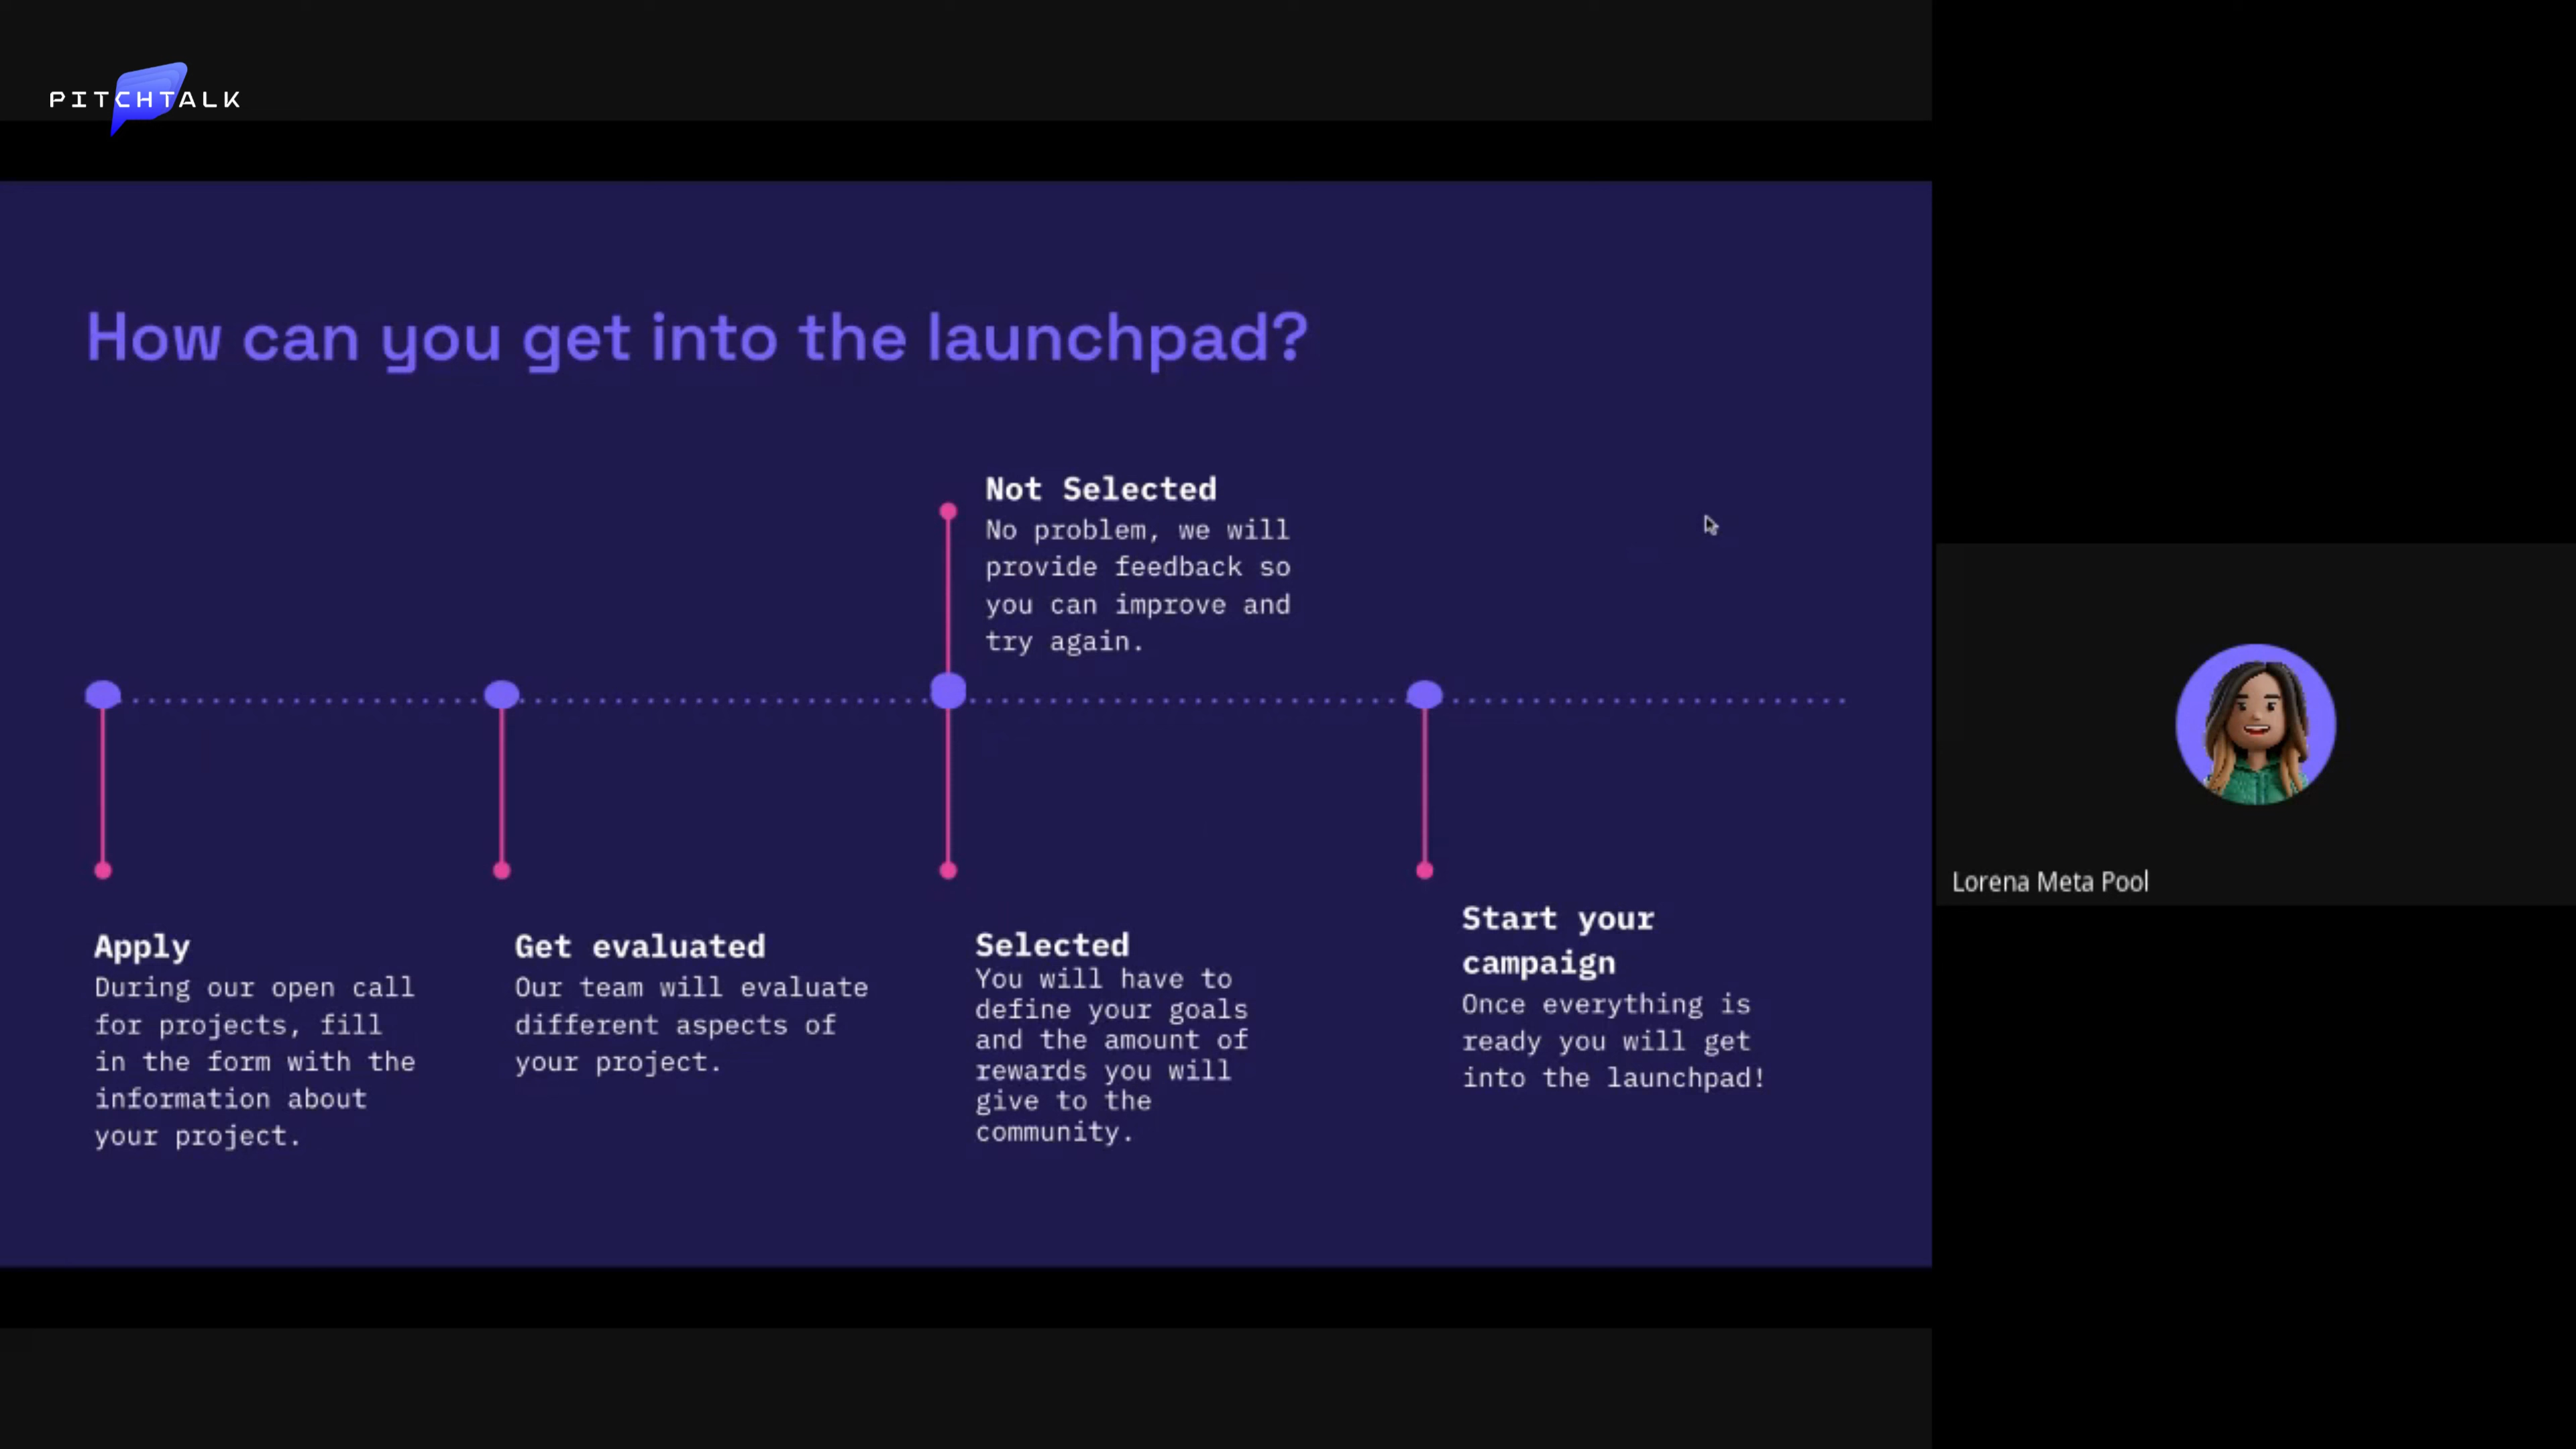 PITCHTALK
How can you get into the launchpad?
Not Selected
No problem, we will
provide feedback so
you can improve and
try again.
Apply
During our open call
for projects, fill
in the form with the
information about
your project.
Get evaluated
Our team will evaluate
different aspects of
your project.
Selected
You will have to
define your goals
and the amount of
rewards you will
give to the
community.
Start your
campaign
Once everything is
ready you will get
into the launchpad!
Lorena Meta Pool